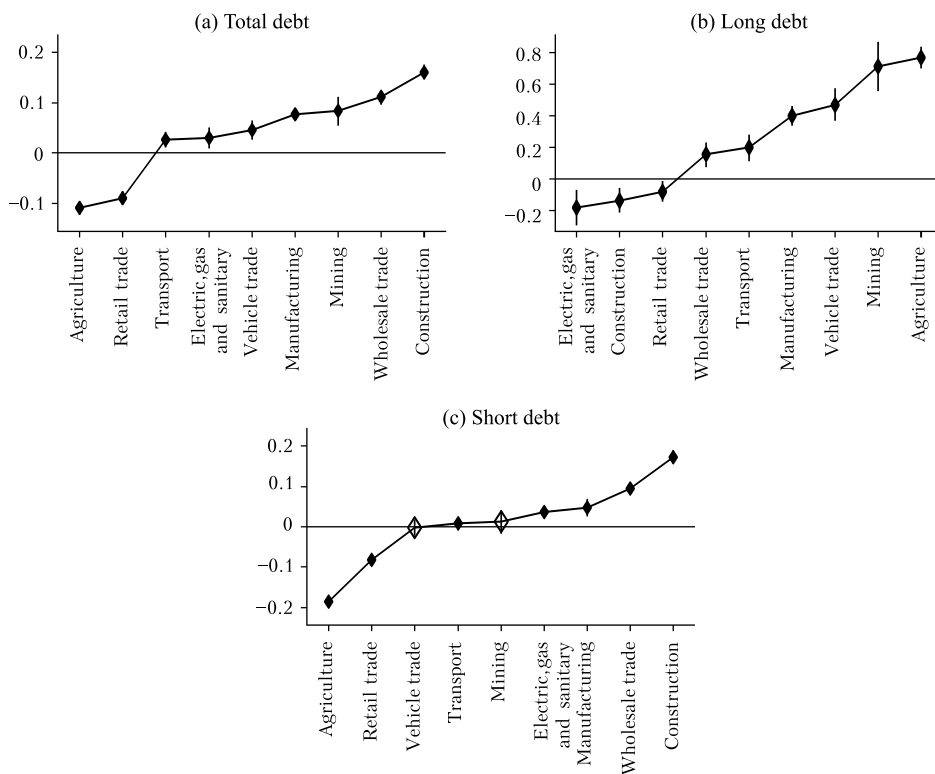 (a) Total debt
0.2
0.1
0
−0.1
Agriculture
Retail trade
Transport
Electric,gas
and sanitary
Vehicle trade
Manufacturing
Mining
Wholesale trade
Construction
(b) Long debt
0.8
0.6
0.4
0.2
0
−0.2
Electric,gas
and sanitary
Construction
Retail trade
Wholesale trade
Transport
Manufacturing
Vehicle trade
Mining
Agriculture
(c) Short debt
0.2
0.1
0
−0.1
−0.2
Agriculture
Retail trade
Vehicle trade
Transport
Mining
Electric,gas
and sanitary
Manufacturing
Wholesale trade
Construction